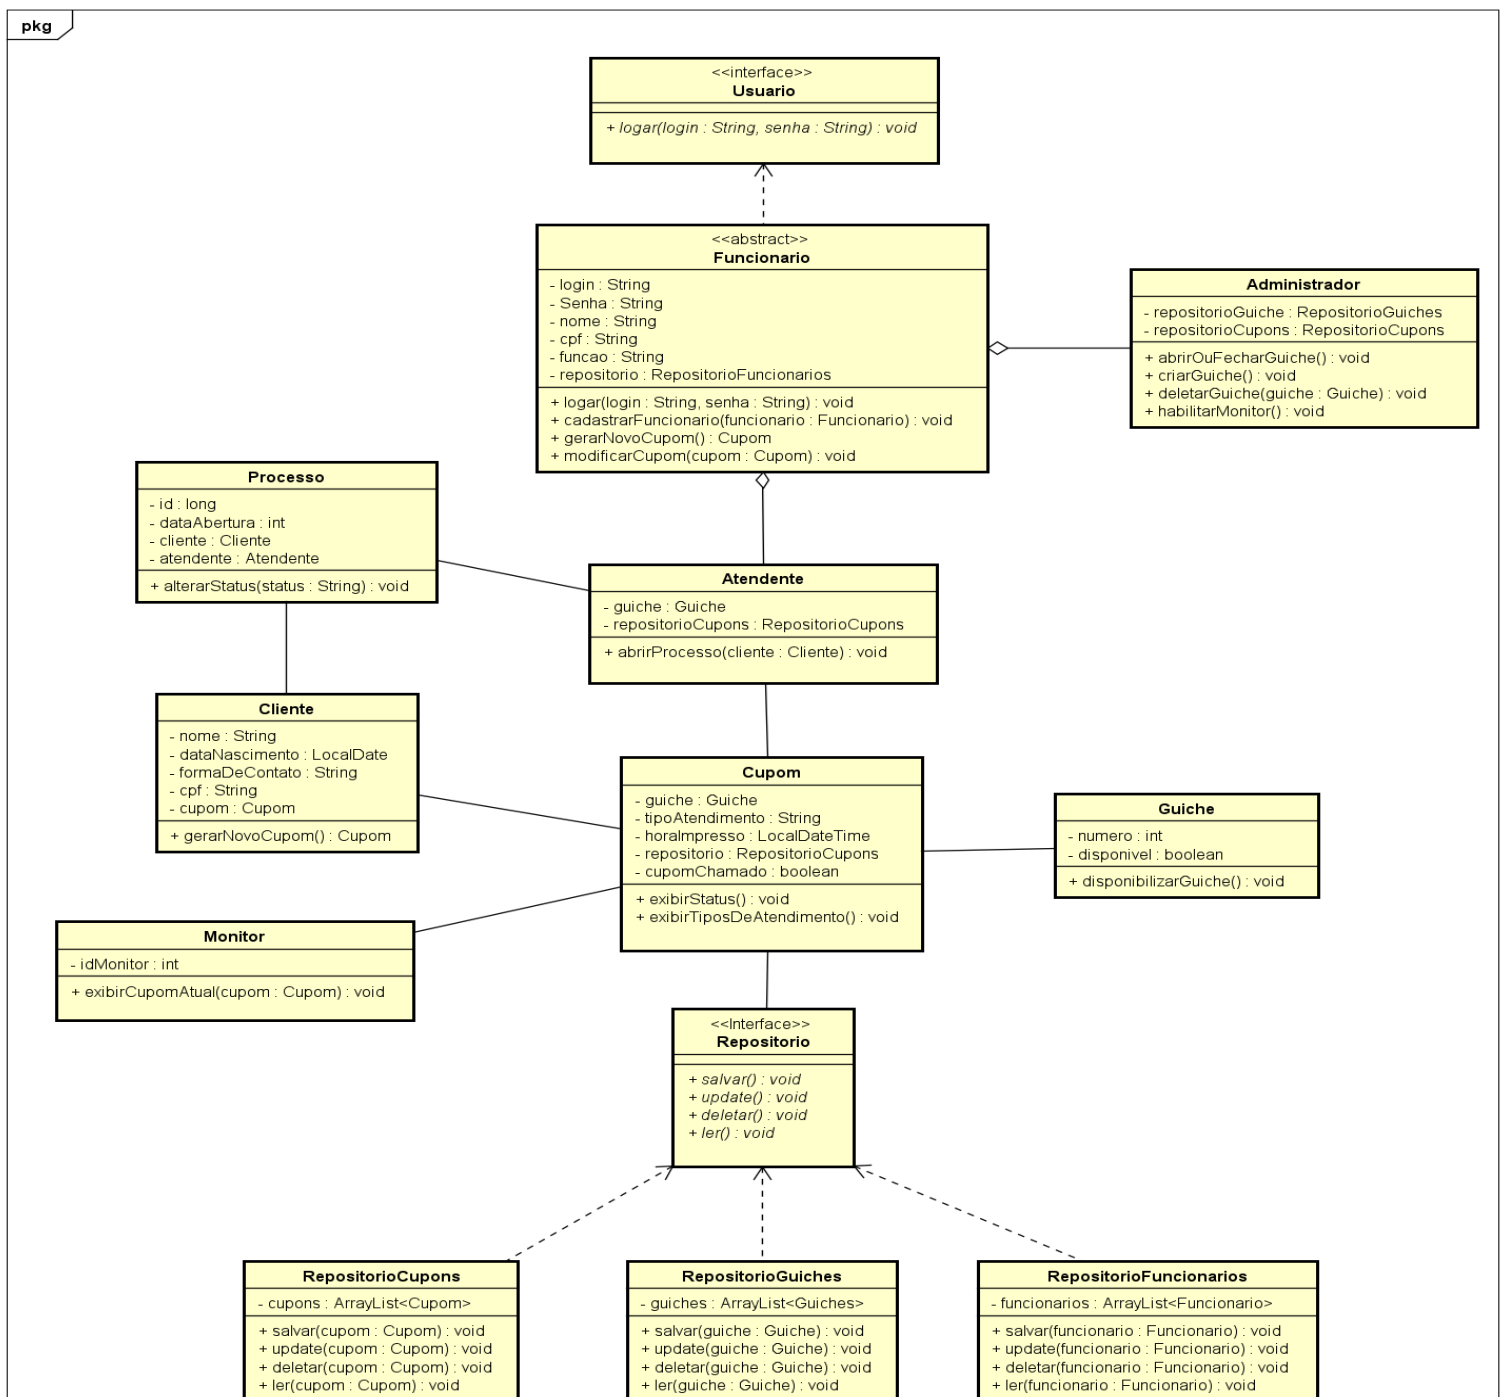 pkg
<<interface>>
Usuario
+ logar(login : String, senha : String) : void
<<abstract>>
Funcionario
- login : String
- Senha : String
- nome : String
- cpf : String
- funcao : String
- repositorio : RepositorioFuncionarios
+ logar(login : String, senha : String) : void
+ cadastrarFuncionario(funcionario : Funcionario) : void
+ gerarNovoCupom() : Cupom
+ modificarCupom(cupom : Cupom) : void
Administrador
- repositorioGuiche : RepositorioGuiches
- repositorioCupons : RepositorioCupons
+ abrirOuFecharGuiche() : void
+ criarGuiche() : void
+ deletarGuiche(guiche : Guiche) : void
+ habilitarMonitor() : void
Processo
- id : long
- dataAbertura : int
- cliente : Cliente
- atendente : Atendente
+ alterarStatus(status : String) : void
Atendente
- guiche : Guiche
- repositorioCupons : RepositorioCupons
+ abrirProcesso(cliente : Cliente) : void
Cliente
- nome : String
- dataNascimento : LocalDate
- formaDeContato : String
- cpf : String
- cupom : Cupom
+ gerarNovoCupom() : Cupom
Cupom
- guiche : Guiche
- tipoAtendimento : String
- horaImpresso : LocalDateTime
- repositorio : RepositorioCupons
- cupomChamado : boolean
+ exibirStatus() : void
+ exibirTiposDeAtendimento() : void
Guiche
- numero : int
- disponivel : boolean
+ disponibilizarGuiche() : void
Monitor
- idMonitor : int
+ exibirCupomAtual(cupom : Cupom) : void
<<Interface>>
Repositorio
+ salvar() : void
+ update() : void
+ deletar() : void
+ ler() : void
RepositorioCupons
- cupons : ArrayList<Cupom>
+ salvar(cupom : Cupom) : void
+ update(cupom : Cupom) : void
+ deletar(cupom : Cupom) : void
+ ler(cupom : Cupom) : void
RepositorioGuiches
- guiches : ArrayList<Guiches>
+ salvar(guiche : Guiche) : void
+ update(guiche : Guiche) : void
+ deletar(guiche : Guiche) : void
+ ler(guiche : Guiche) : void
RepositorioFuncionarios
- funcionarios : ArrayList<Funcionario>
+ salvar(funcionario : Funcionario) : void
+ update(funcionario : Funcionario) : void
+ deletar(funcionario : Funcionario) : void
+ ler(funcionario : Funcionario) : void